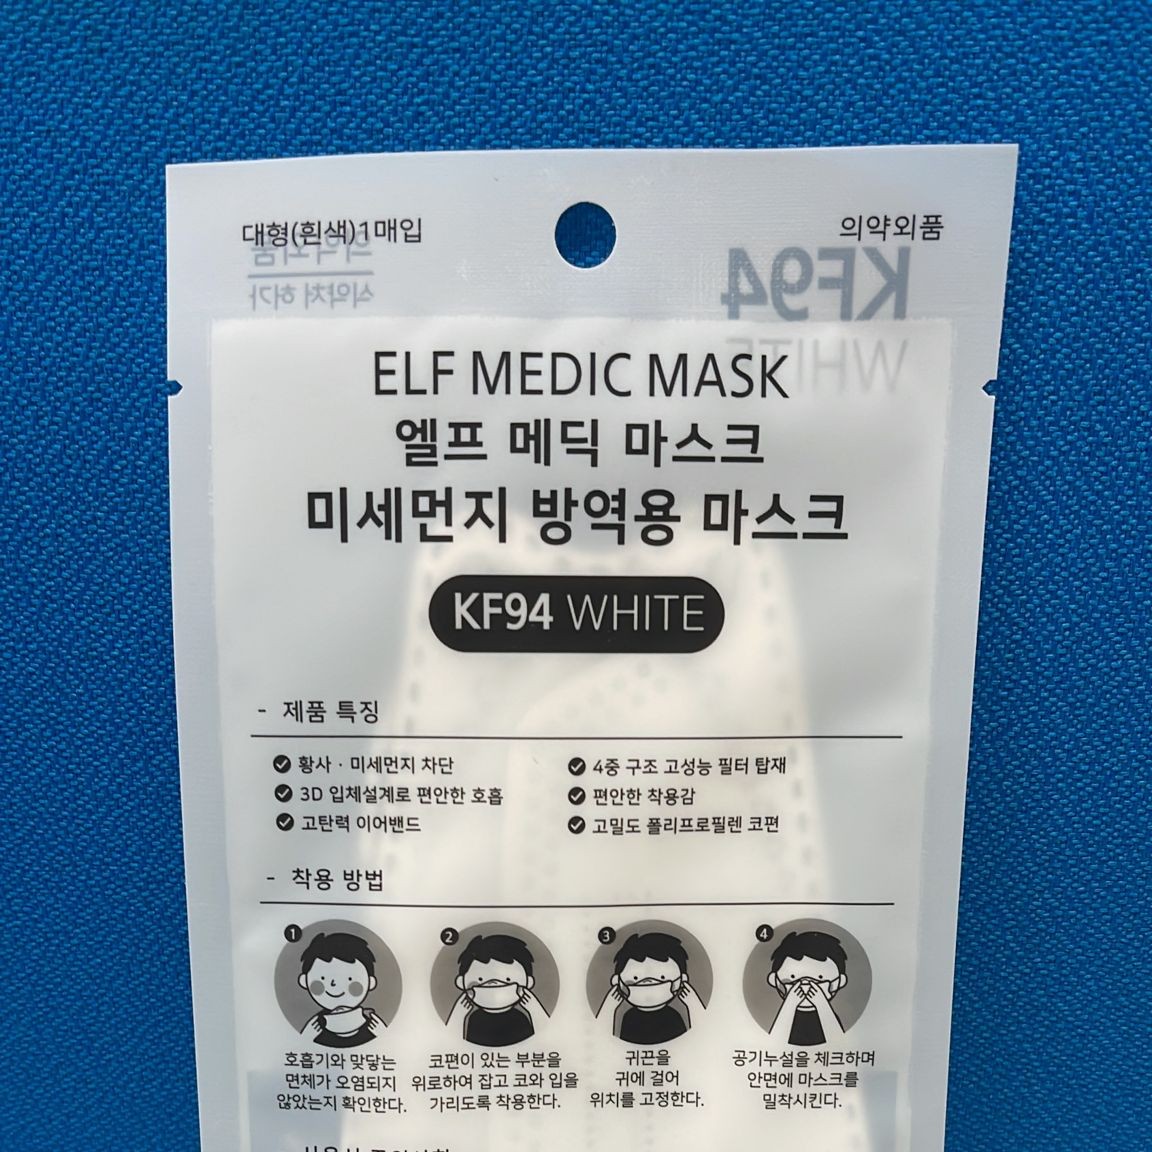 대형(흰색)1매입
의약외품
의약외품
식약처 허가
KF94
WHITE
ELF MEDIC MASK
엘프 메딕 마스크
미세먼지 방역용 마스크
KF94 WHITE
- 제품 특징
황사 · 미세먼지 차단
4중 구조 고성능 필터 탑재
3D 입체설계로 편안한 호흡
편안한 착용감
고탄력 이어밴드
고밀도 폴리프로필렌 코편
- 착용 방법
1
호흡기와 맞닿는
면체가 오염되지
않았는지 확인한다.
2
코편이 있는 부분을
위로하여 잡고 코와 입을
가리도록 착용한다.
3
귀끈을
귀에 걸어
위치를 고정한다.
4
공기누설을 체크하며
안면에 마스크를
밀착시킨다.